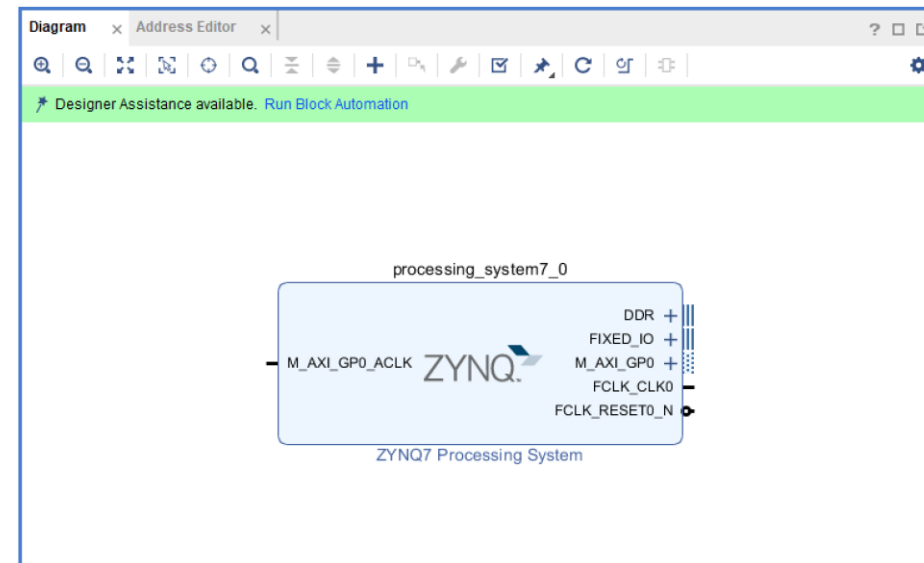 Diagram × Address Editor ×
Designer Assistance available. Run Block Automation
processing_system7_0
DDR
FIXED_IO
M_AXI_GP0_ACLK ZYNQ. M_AXI_GP0
FCLK_CLK0
FCLK_RESET0_N
ZYNQ7 Processing System